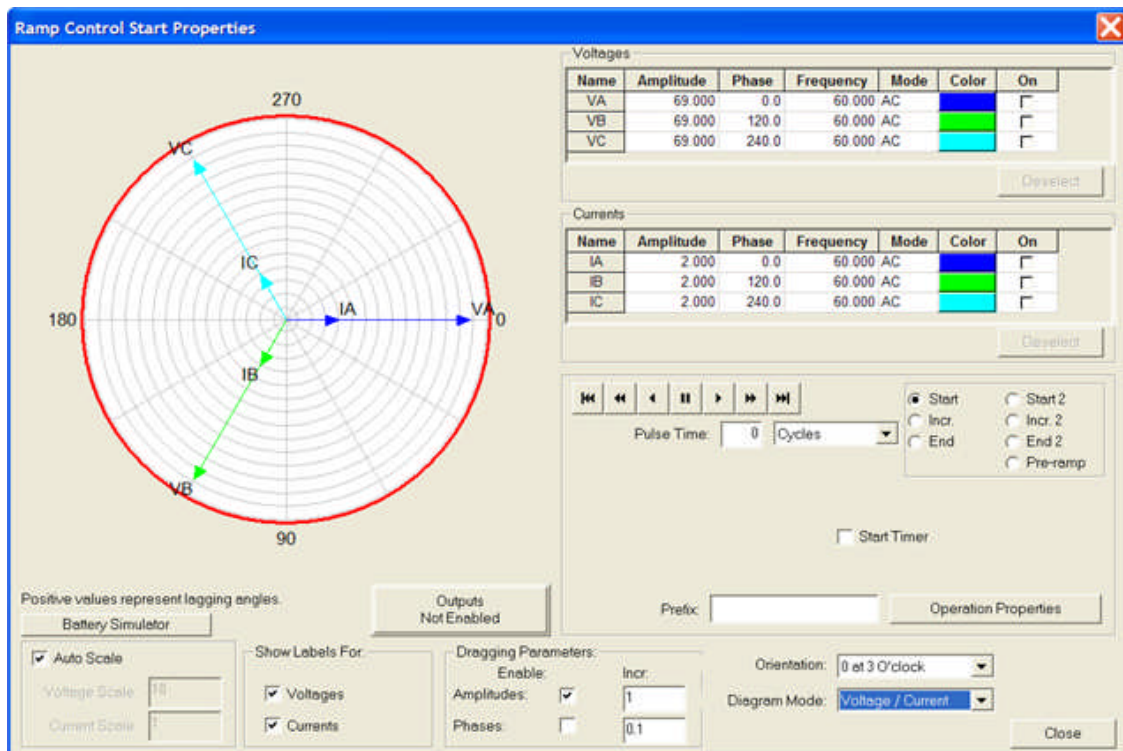 Ramp Control Start Properties
270
VC
IC
180
IA
VA
0
IB
VB
90
Positive values represent lagging angles.
Battery Simulator
Outputs
Not Enabled
Auto Scale
Voltage Scale 10
Current Scale 1
Show Labels For:
Voltages
Currents
Dragging Parameters:
Enable: Incr:
Amplitudes: 1
Phases: 0.1
Voltages
Name Amplitude Phase Frequency Mode Color On
VA 69.000 0.0 60.000 AC
VB 69.000 120.0 60.000 AC
VC 69.000 240.0 60.000 AC
Deselect
Currents
Name Amplitude Phase Frequency Mode Color On
IA 2.000 0.0 60.000 AC
IB 2.000 120.0 60.000 AC
IC 2.000 240.0 60.000 AC
Deselect
Pulse Time: 0 Cycles
Start Start 2
Incr. Incr. 2
End End 2
Pre-ramp
Start Timer
Prefix: Operation Properties
Orientation: 0 at 3 O'clock
Diagram Mode: Voltage / Current
Close